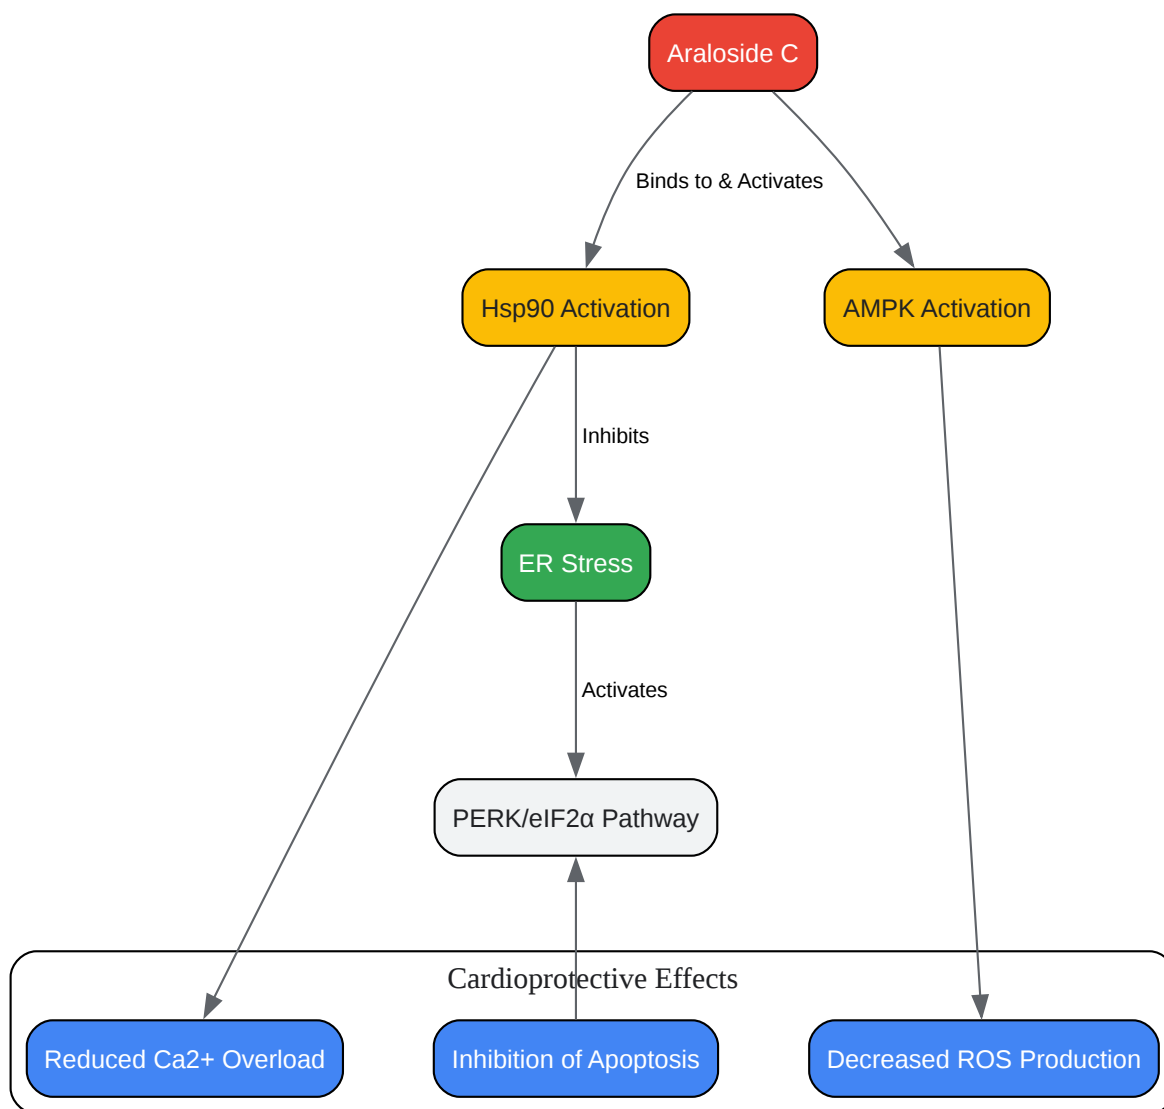 Araloside C
Binds to & Activates
Hsp90 Activation
AMPK Activation
Inhibits
ER Stress
Activates
PERK/eIF2α Pathway
Cardioprotective Effects
Reduced Ca2+ Overload
Inhibition of Apoptosis
Decreased ROS Production